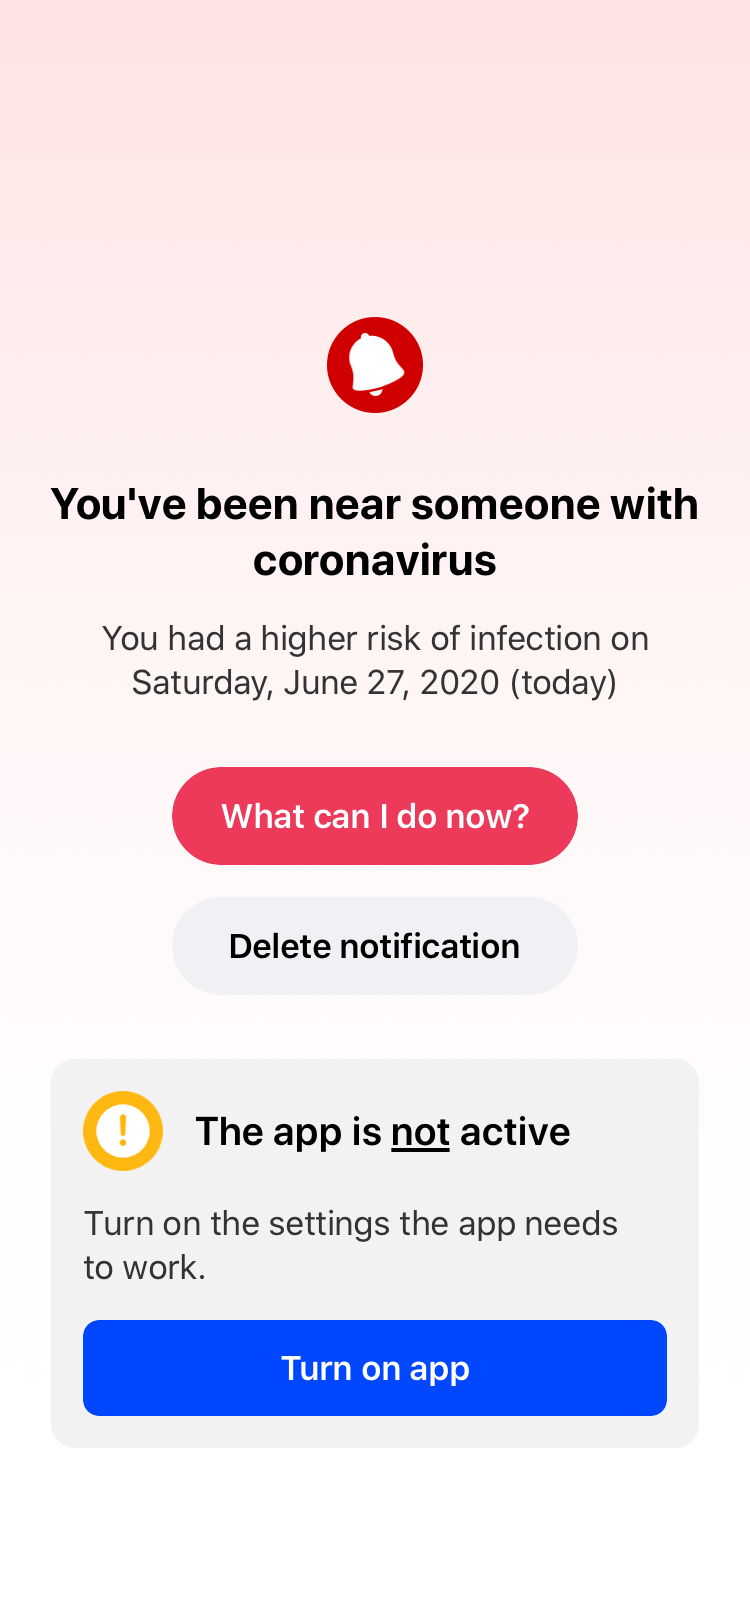 You've been near someone with
coronavirus
You had a higher risk of infection on
Saturday, June 27, 2020 (today)
What can I do now?
Delete notification
!
The app is not active
Turn on the settings the app needs
to work.
Turn on app